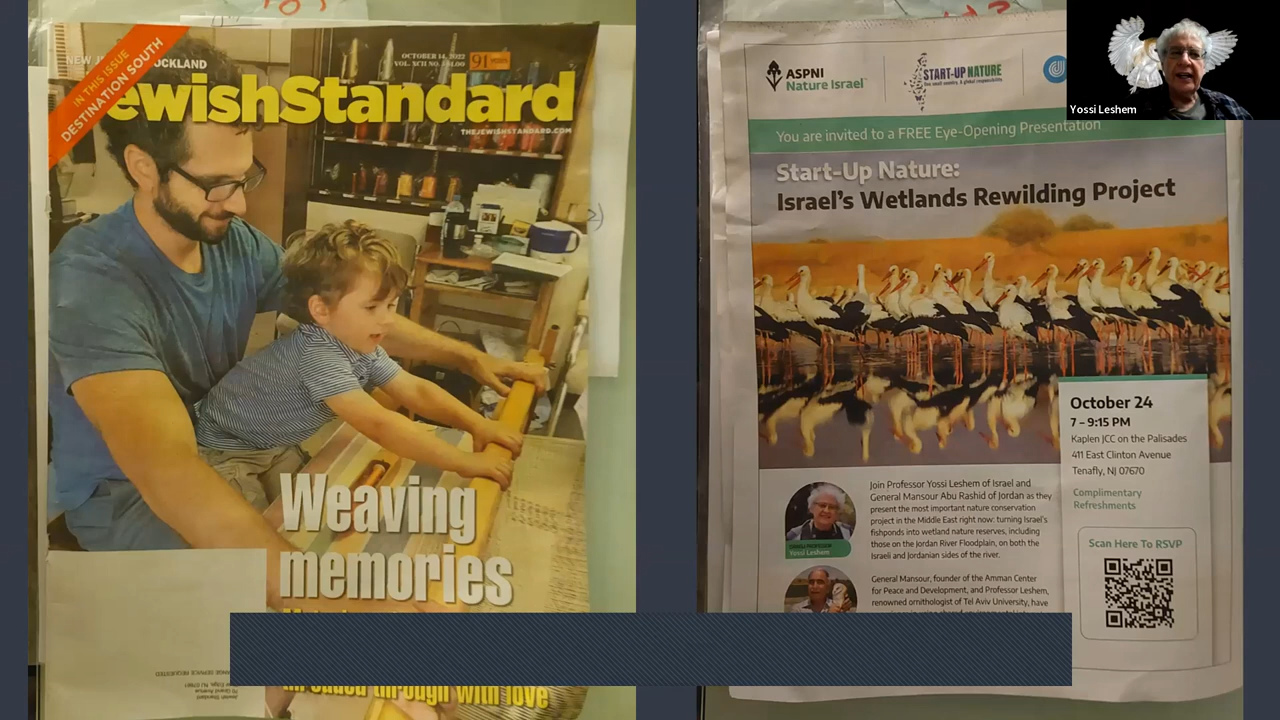 IN THIS ISSUE
DESTINATION SOUTH
OCKLAND
OCTOBER 14, 2022
91
ewishStandard
THEJEWISHSTANDARD.COM
Weaving
memories
through with love
ASPNI
Nature Israel
START-UP NATURE
You are invited to a FREE Eye-Opening Presentation
Start-Up Nature:
Israel's Wetlands Rewilding Project
October 24
7 – 9:15 PM
Kaplen JCC on the Palisades
411 East Clinton Avenue
Tenafly, NJ 07670
Complimentary
Refreshments
Scan Here To RSVP
Join Professor Yossi Leshem of Israel and
General Mansour Abu Rashid of Jordan as they
present the most important nature conservation
project in the Middle East right now: turning Israel's
fishponds into wetland nature reserves, including
those on the Jordan River Floodplain, on both the
Israeli and Jordanian sides of the river.
Yossi Leshem
General Mansour, founder of the Amman Center
for Peace and Development, and Professor Leshem,
renowned ornithologist of Tel Aviv University, have
Yossi Leshem